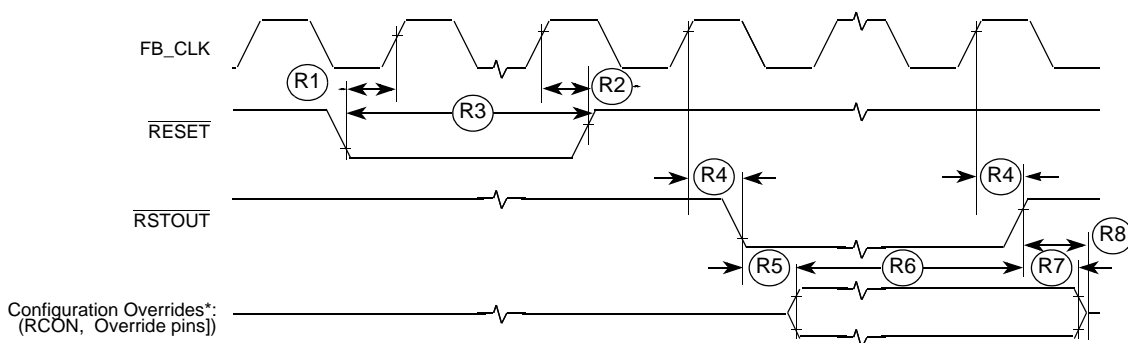 FB_CLK
R1
R2
R3
RESET
R4
R4
RSTOUT
R8
R5
R6
R7
Configuration Overrides*:
(RCON, Override pins])